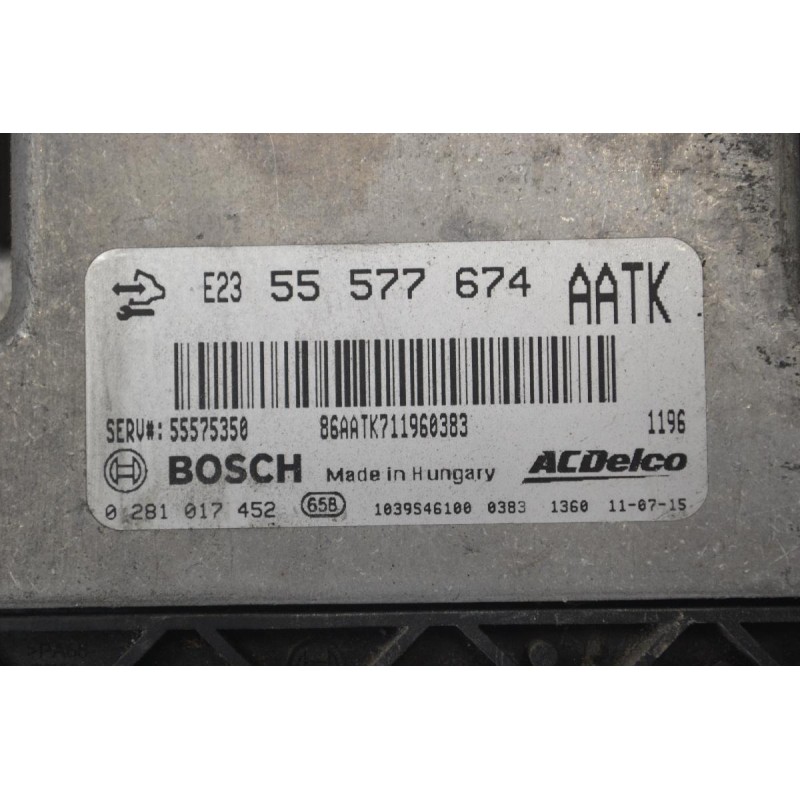 E23 55 577 674 AATK
SERV#: 55575350 86AATK711960383 1196
BOSCH Made in Hungary ACDelco
0 281 017 452 65B 1039S46100 0383 1360 11-07-15